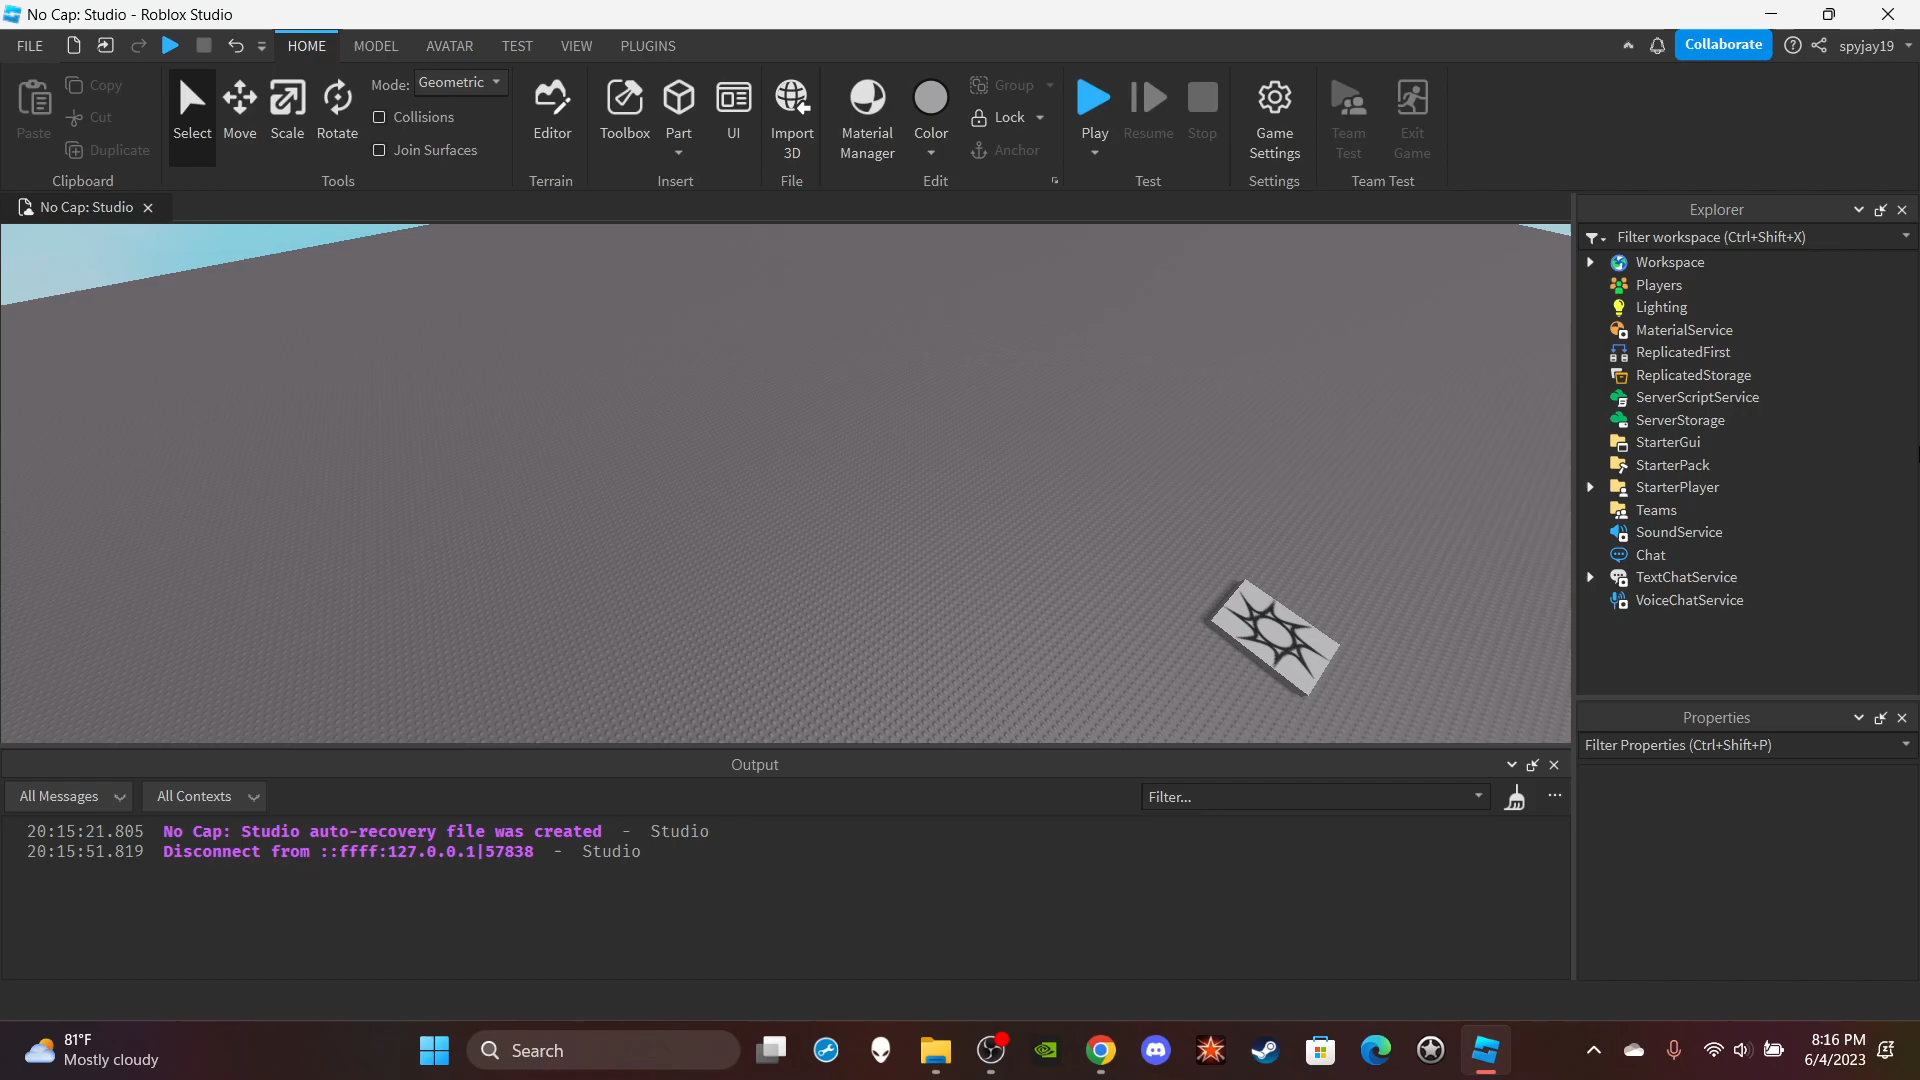 No Cap: Studio - Roblox Studio
FILE HOME MODEL AVATAR TEST VIEW PLUGINS Collaborate spyjay19
Paste
Copy
Cut
Duplicate
Clipboard
Select
Move
Scale
Rotate
Mode: Geometric
Collisions
Join Surfaces
Tools
Editor
Terrain
Toolbox
Part
UI
Insert
Import
3D
File
Material
Manager
Color
Group
Lock
Anchor
Edit
Play
Resume
Stop
Test
Game
Settings
Settings
Team
Test
Exit
Game
Team Test
No Cap: Studio
Explorer
Filter workspace (Ctrl+Shift+X)
Workspace
Players
Lighting
MaterialService
ReplicatedFirst
ReplicatedStorage
ServerScriptService
ServerStorage
StarterGui
StarterPack
StarterPlayer
Teams
SoundService
Chat
TextChatService
VoiceChatService
Properties
Filter Properties (Ctrl+Shift+P)
Output
All Messages All Contexts Filter...
20:15:21.805 No Cap: Studio auto-recovery file was created - Studio
20:15:51.819 Disconnect from ::ffff:127.0.0.1|57838 - Studio
81°F
Mostly cloudy
Search
8:16 PM
6/4/2023